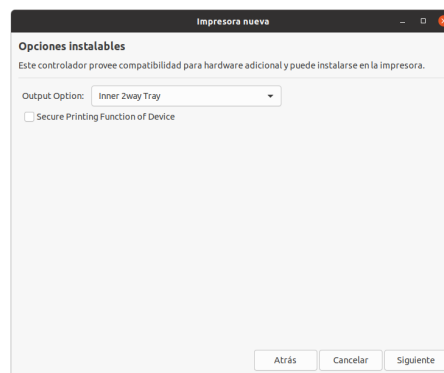 Impresora nueva
Opciones instalables
Este controlador provee compatibilidad para hardware adicional y puede instalarse en la impresora.
Output Option: Inner 2way Tray
Secure Printing Function of Device
Atrás Cancelar Siguiente